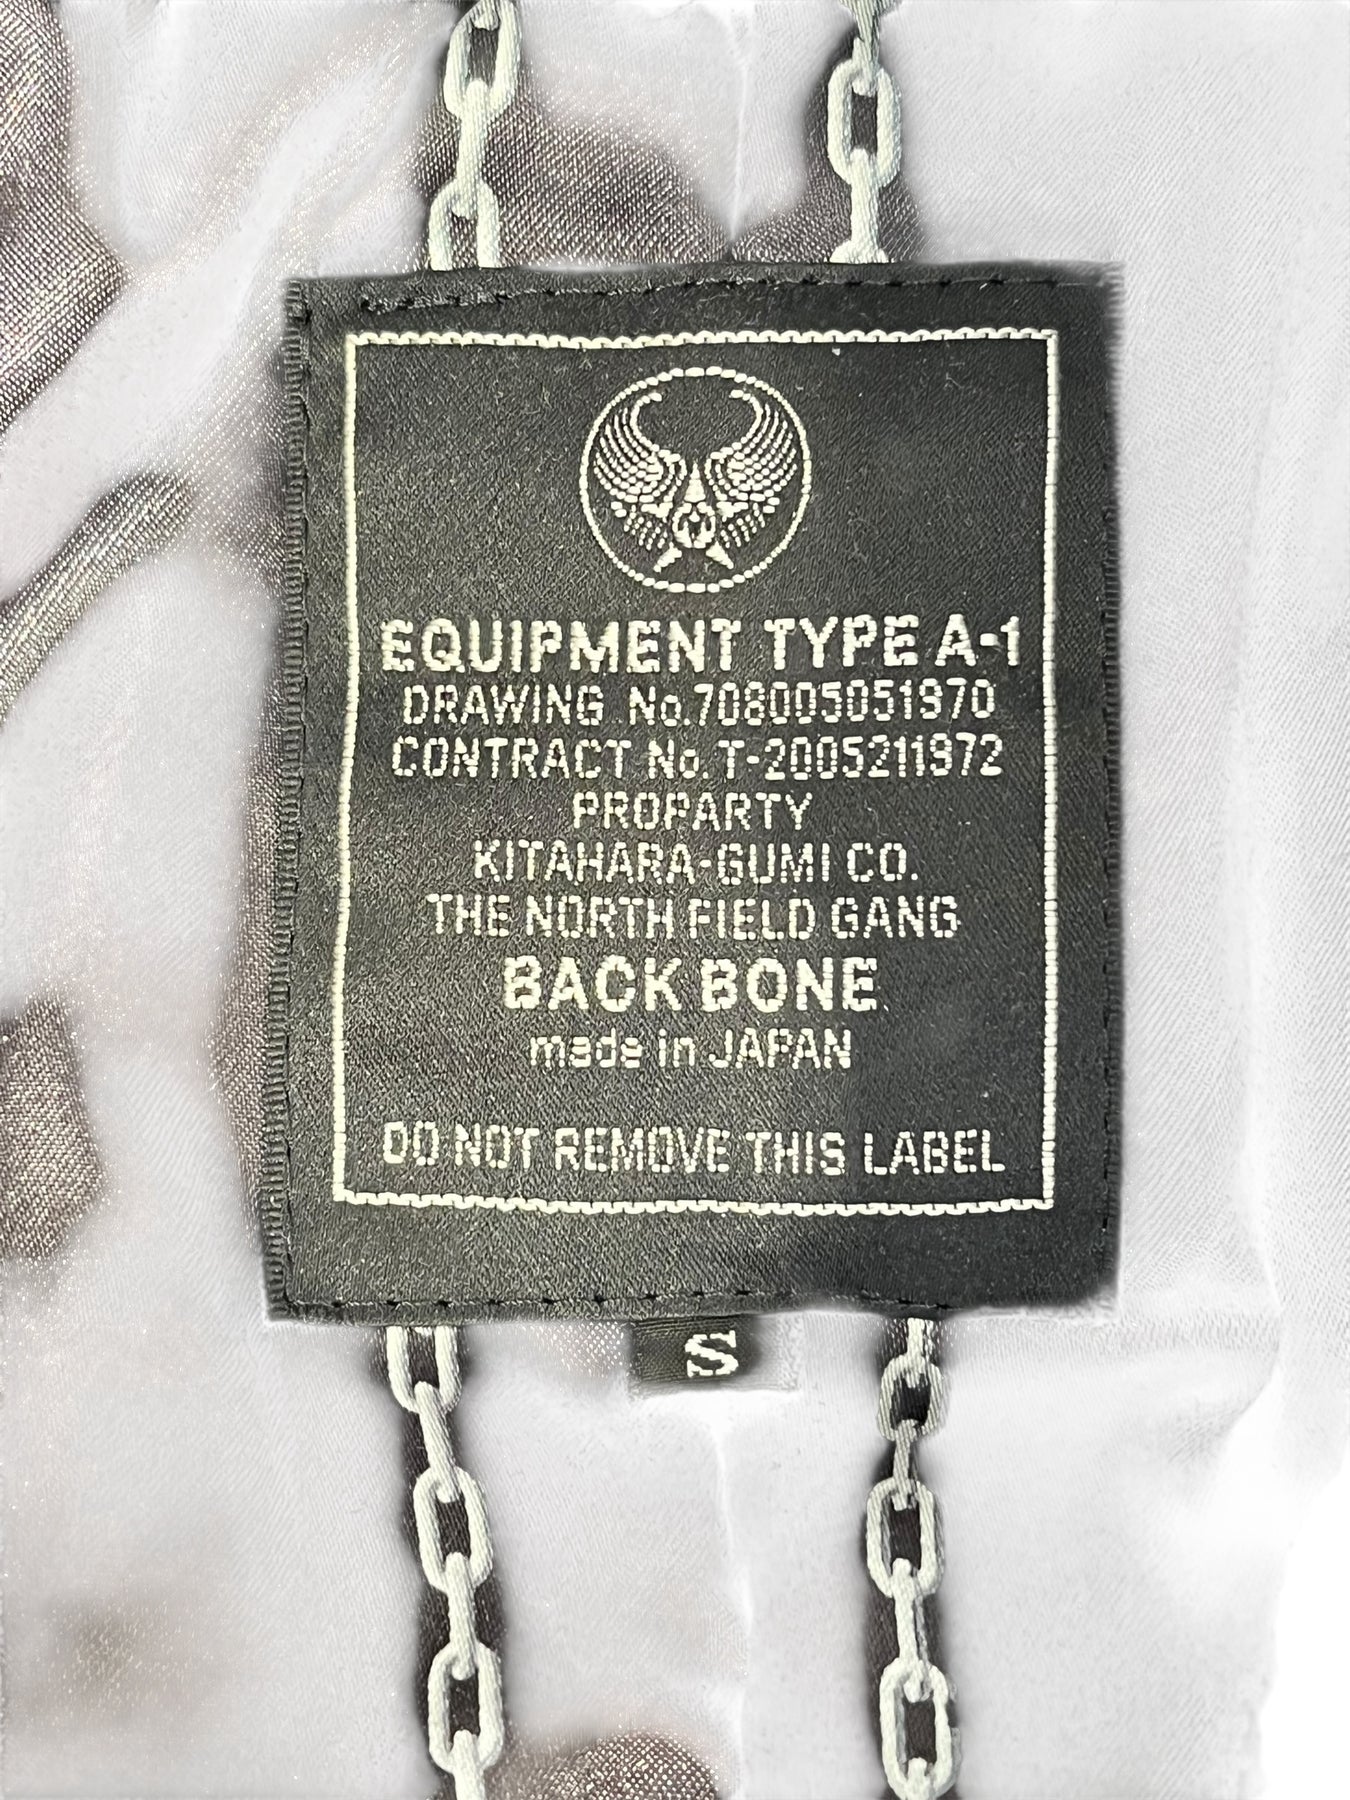 EQUIPMENT TYPE A-1
DRAWING No.708005051970
CONTRACT No.T-2005211972
PROPARTY
KITAHARA-GUMI CO.
THE NORTH FIELD GANG
BACK BONE
made in JAPAN
DO NOT REMOVE THIS LABEL
S